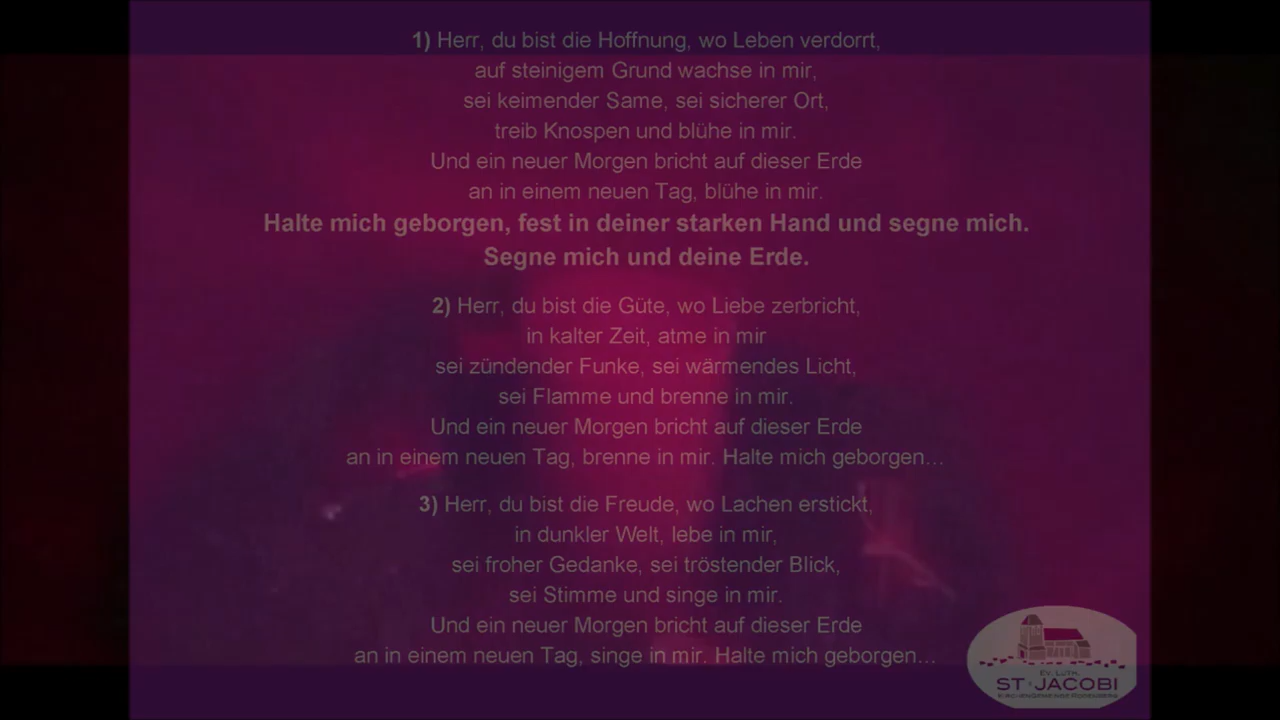 1) Herr, du bist die Hoffnung, wo Leben verdorrt,
auf steinigem Grund wachse in mir,
sei keimender Same, sei sicherer Ort,
treib Knospen und blühe in mir.
Und ein neuer Morgen bricht auf dieser Erde
an in einem neuen Tag, blühe in mir.
Halte mich geborgen, fest in deiner starken Hand und segne mich.
Segne mich und deine Erde.
2) Herr, du bist die Güte, wo Liebe zerbricht,
in kalter Zeit, atme in mir
sei zündender Funke, sei wärmendes Licht,
sei Flamme und brenne in mir.
Und ein neuer Morgen bricht auf dieser Erde
an in einem neuen Tag, brenne in mir. Halte mich geborgen...
3) Herr, du bist die Freude, wo Lachen erstickt,
in dunkler Welt, lebe in mir,
sei froher Gedanke, sei tröstender Blick,
sei Stimme und singe in mir.
Und ein neuer Morgen bricht auf dieser Erde
an in einem neuen Tag, singe in mir. Halte mich geborgen...
EV. LUTH.
ST. JACOBI
KIRCHENGEMEINDE RODENBERG